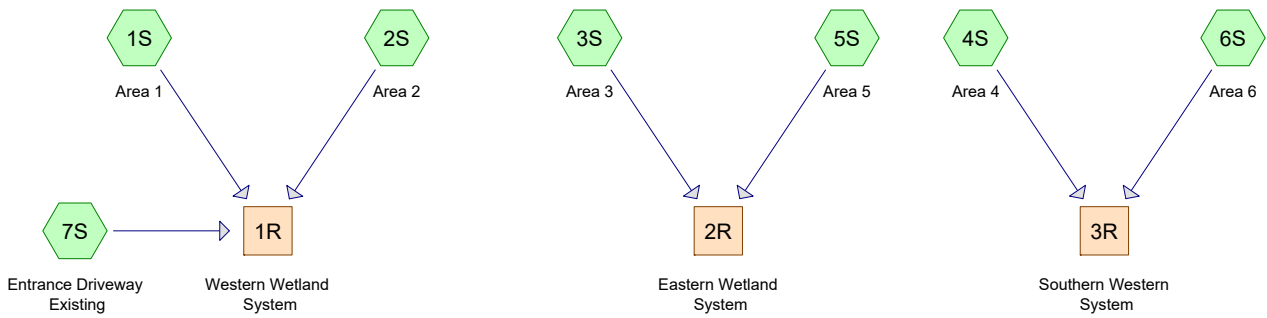 1S
Area 1
2S
Area 2
3S
Area 3
5S
Area 5
4S
Area 4
6S
Area 6
7S
Entrance Driveway
Existing
1R
Western Wetland
System
2R
Eastern Wetland
System
3R
Southern Western
System